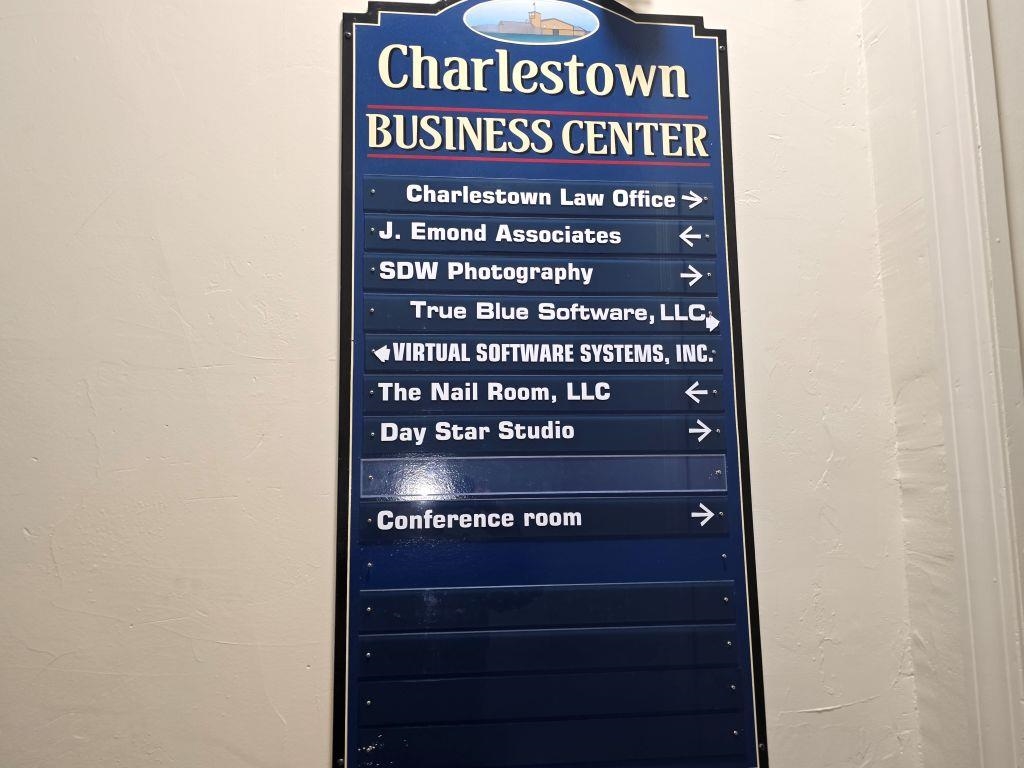 Charlestown
BUSINESS CENTER
Charlestown Law Office →
J. Emond Associates ←
SDW Photography →
True Blue Software, LLC →
← VIRTUAL SOFTWARE SYSTEMS, INC.
The Nail Room, LLC ←
Day Star Studio →
Conference room →